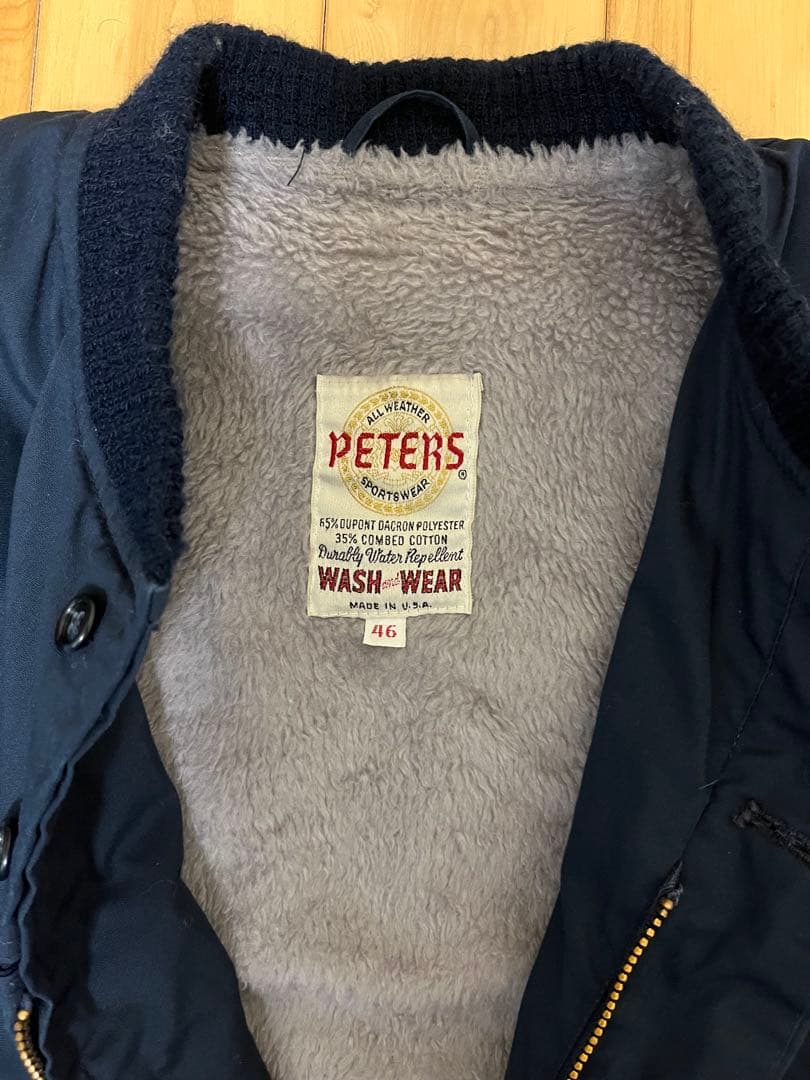 ALL WEATHER
PETERS
®
SPORTSWEAR
65% DUPONT DACRON POLYESTER
35% COMBED COTTON
Durably Water Repellent
WASH and WEAR
MADE IN U.S.A.
46